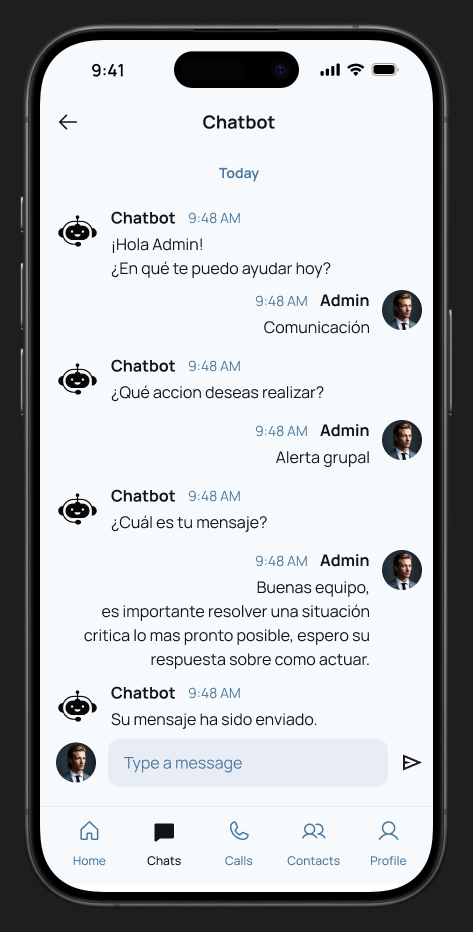 9:41
Chatbot
Today
Chatbot 9:48 AM
¡Hola Admin!
¿En qué te puedo ayudar hoy?
9:48 AM Admin
Comunicación
Chatbot 9:48 AM
¿Qué accion deseas realizar?
9:48 AM Admin
Alerta grupal
Chatbot 9:48 AM
¿Cuál es tu mensaje?
9:48 AM Admin
Buenas equipo,
es importante resolver una situación
critica lo mas pronto posible, espero su
respuesta sobre como actuar.
Chatbot 9:48 AM
Su mensaje ha sido enviado.
Type a message
Home Chats Calls Contacts Profile